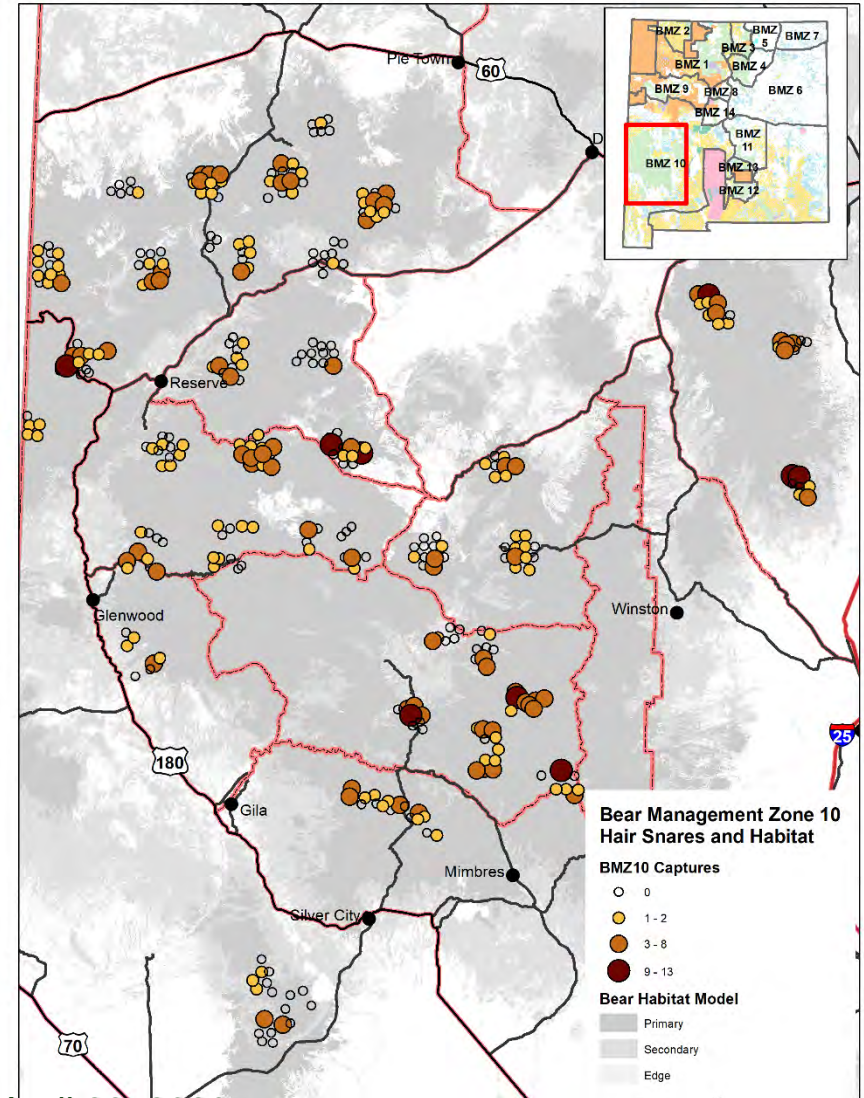 Pie Town
60
D
Reserve
Glenwood
Winston
180
25
Gila
Mimbres
Silver City
70
BMZ 2
BMZ 5
BMZ 7
BMZ 3
BMZ 1
BMZ 4
BMZ 9
BMZ 8
BMZ 6
BMZ 14
BMZ 11
BMZ 10
BMZ 13
BMZ 12
Bear Management Zone 10
Hair Snares and Habitat
BMZ10 Captures
0
1 - 2
3 - 8
9 - 13
Bear Habitat Model
Primary
Secondary
Edge